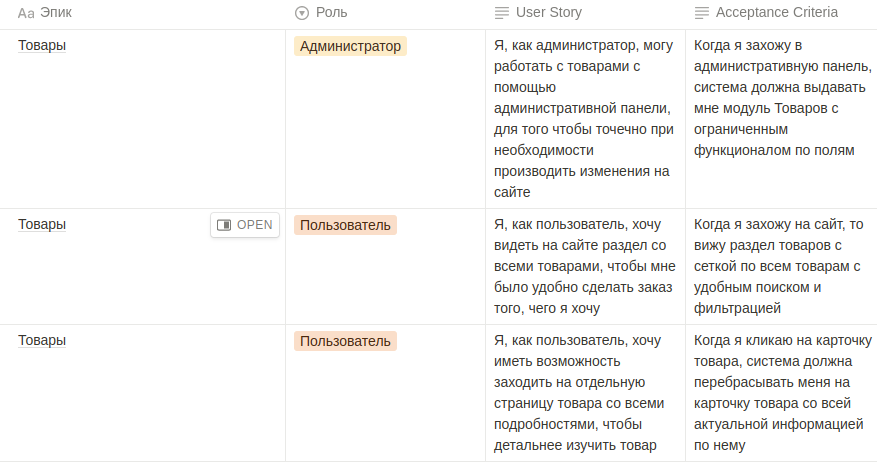 Aa Эпик
Роль
User Story
Acceptance Criteria
Товары
Администратор
Я, как администратор, могу
работать с товарами с
помощью
административной панели,
для того чтобы точечно при
необходимости
производить изменения на
сайте
Когда я захожу в
административную панель,
система должна выдавать
мне модуль Товаров с
ограниченным
функционалом по полям
Товары
OPEN
Пользователь
Я, как пользователь, хочу
видеть на сайте раздел со
всеми товарами, чтобы мне
было удобно сделать заказ
того, чего я хочу
Когда я захожу на сайт, то
вижу раздел товаров с
сеткой по всем товарам с
удобным поиском и
фильтрацией
Товары
Пользователь
Я, как пользователь, хочу
иметь возможность
заходить на отдельную
страницу товара со всеми
подробностями, чтобы
детальнее изучить товар
Когда я кликаю на карточку
товара, система должна
перебрасывать меня на
карточку товара со всей
актуальной информацией
по нему